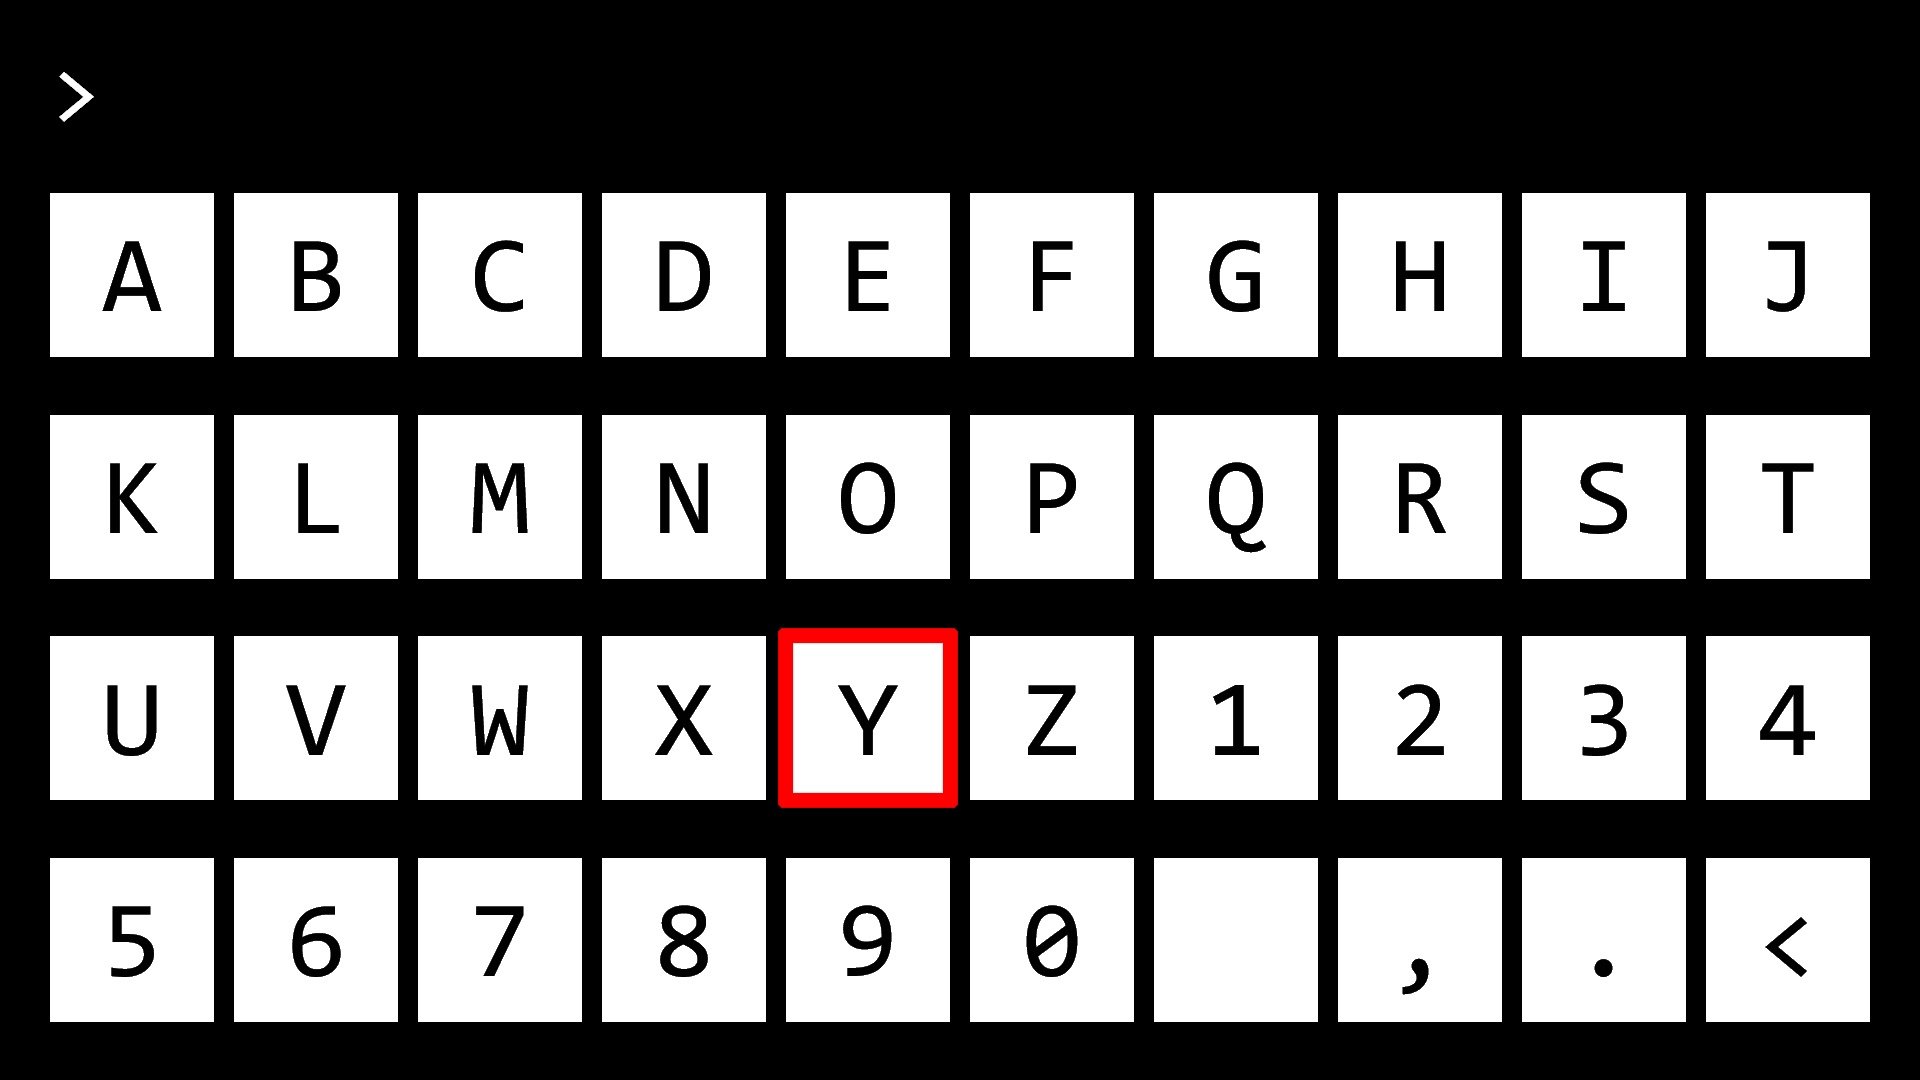 >
A B C D E F G H I J
K L M N O P Q R S T
U V W X Y Z 1 2 3 4
5 6 7 8 9 0 , . <